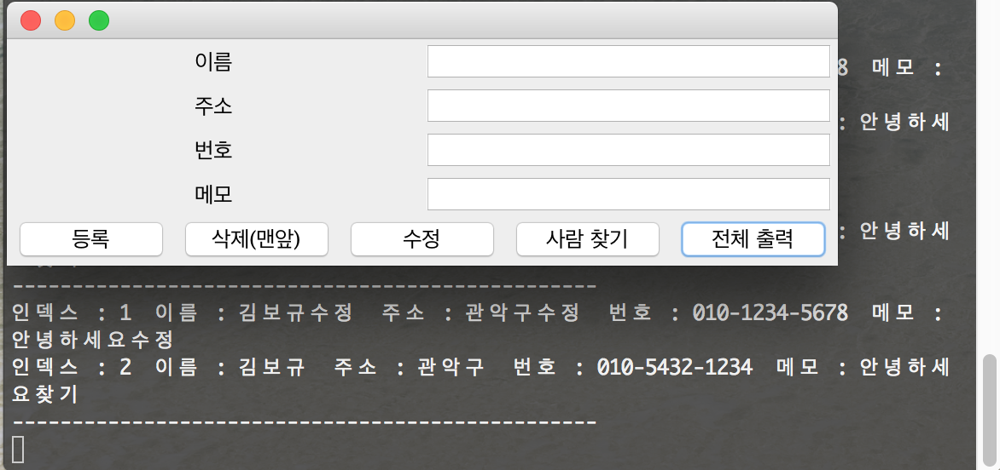 이름
주소
번호
메모
등록 삭제(맨앞) 수정 사람 찾기 전체 출력
8 메모 :
: 안녕하세
: 안녕하세
--------------------------------------------------
인덱스 : 1 이름 : 김보규수정 주소 : 관악구수정 번호 : 010-1234-5678 메모 :
안녕하세요수정
인덱스 : 2 이름 : 김보규 주소 : 관악구 번호 : 010-5432-1234 메모 : 안녕하세
요찾기
--------------------------------------------------